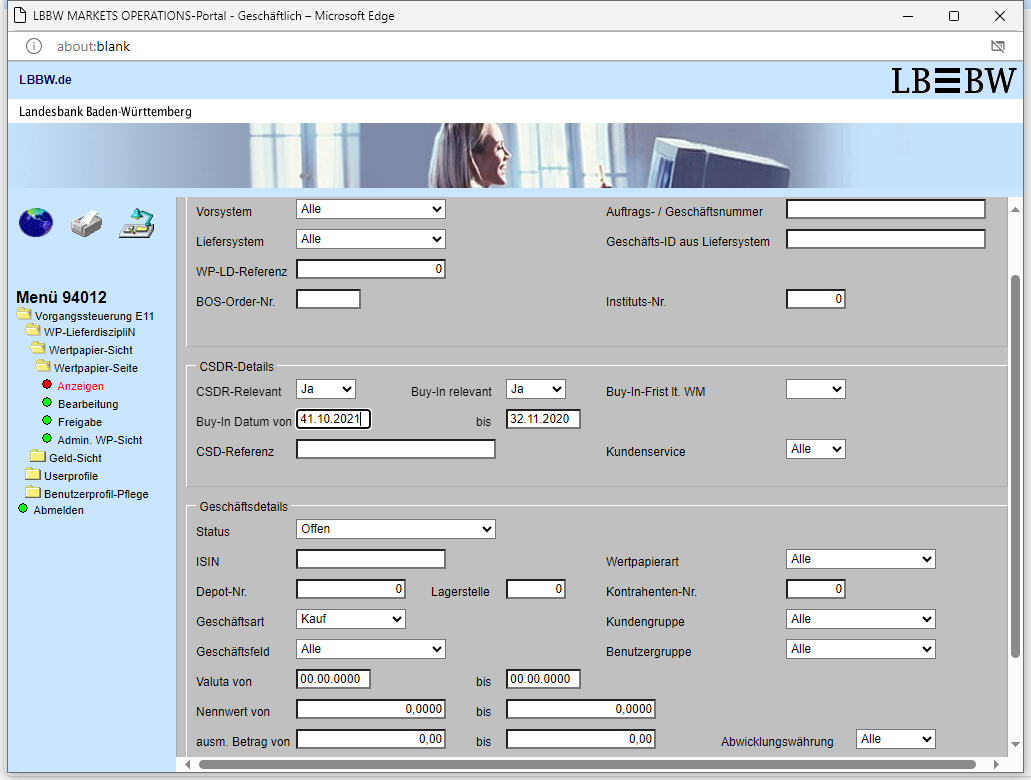 LBBW MARKETS OPERATIONS-Portal - Geschäftlich – Microsoft Edge
about:blank
LBBW.de
LB≡BW
Landesbank Baden-Württemberg
Menü 94012
Vorgangssteuerung E11
WP-LieferdiszipliN
Wertpapier-Sicht
Wertpapier-Seite
Anzeigen
Bearbeitung
Freigabe
Admin. WP-Sicht
Geld-Sicht
Userprofile
Benutzerprofil-Pflege
Abmelden
Vorsystem Alle Auftrags- / Geschäftsnummer
Liefersystem Alle Geschäfts-ID aus Liefersystem
WP-LD-Referenz 0
BOS-Order-Nr. Instituts-Nr. 0
CSDR-Details
CSDR-Relevant Ja Buy-In relevant Ja Buy-In-Frist lt. WM
Buy-In Datum von 41.10.2021 bis 32.11.2020
CSD-Referenz Kundenservice Alle
Geschäftsdetails
Status Offen
ISIN Wertpapierart Alle
Depot-Nr. 0 Lagerstelle 0 Kontrahenten-Nr. 0
Geschäftsart Kauf Kundengruppe Alle
Geschäftsfeld Alle Benutzergruppe Alle
Valuta von 00.00.0000 bis 00.00.0000
Nennwert von 0,0000 bis 0,0000
ausm. Betrag von 0,00 bis 0,00 Abwicklungswährung Alle